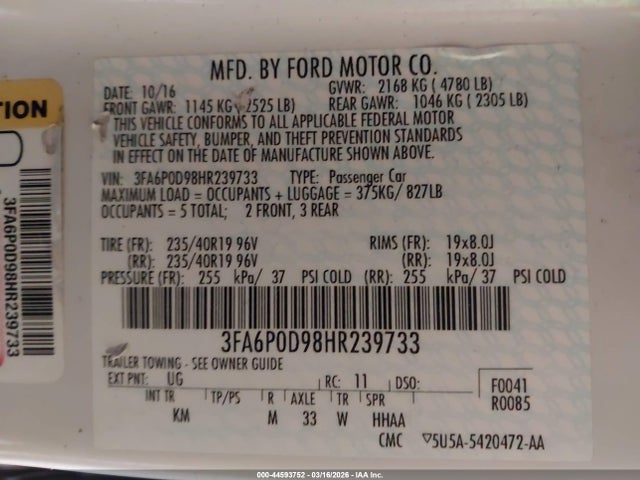 MFD. BY FORD MOTOR CO.
DATE: 10/16 GVWR: 2168 KG ( 4780 LB)
FRONT GAWR: 1145 KG ( 2525 LB) REAR GAWR: 1046 KG ( 2305 LB)
THIS VEHICLE CONFORMS TO ALL APPLICABLE FEDERAL MOTOR
VEHICLE SAFETY, BUMPER, AND THEFT PREVENTION STANDARDS
IN EFFECT ON THE DATE OF MANUFACTURE SHOWN ABOVE.
VIN: 3FA6P0D98HR239733 TYPE: Passenger Car
MAXIMUM LOAD = OCCUPANTS + LUGGAGE = 375KG/ 827LB
OCCUPANTS = 5 TOTAL; 2 FRONT, 3 REAR
TIRE (FR): 235/40R19 96V RIMS (FR): 19x8.0J
(RR): 235/40R19 96V (RR): 19x8.0J
PRESSURE (FR): 255 kPa/ 37 PSI COLD (RR): 255 kPa/ 37 PSI COLD
3FA6P0D98HR239733
TRAILER TOWING - SEE OWNER GUIDE
EXT PNT: UG RC: 11 DSO: F0041
INT TR TP/PS R AXLE TR SPR R0085
KM M 33 W HHAA
CMC ▽5U5A-5420472-AA
TION
3FA6P0D98HR239733
000-44593752 - 03/16/2026 - IAA Inc.